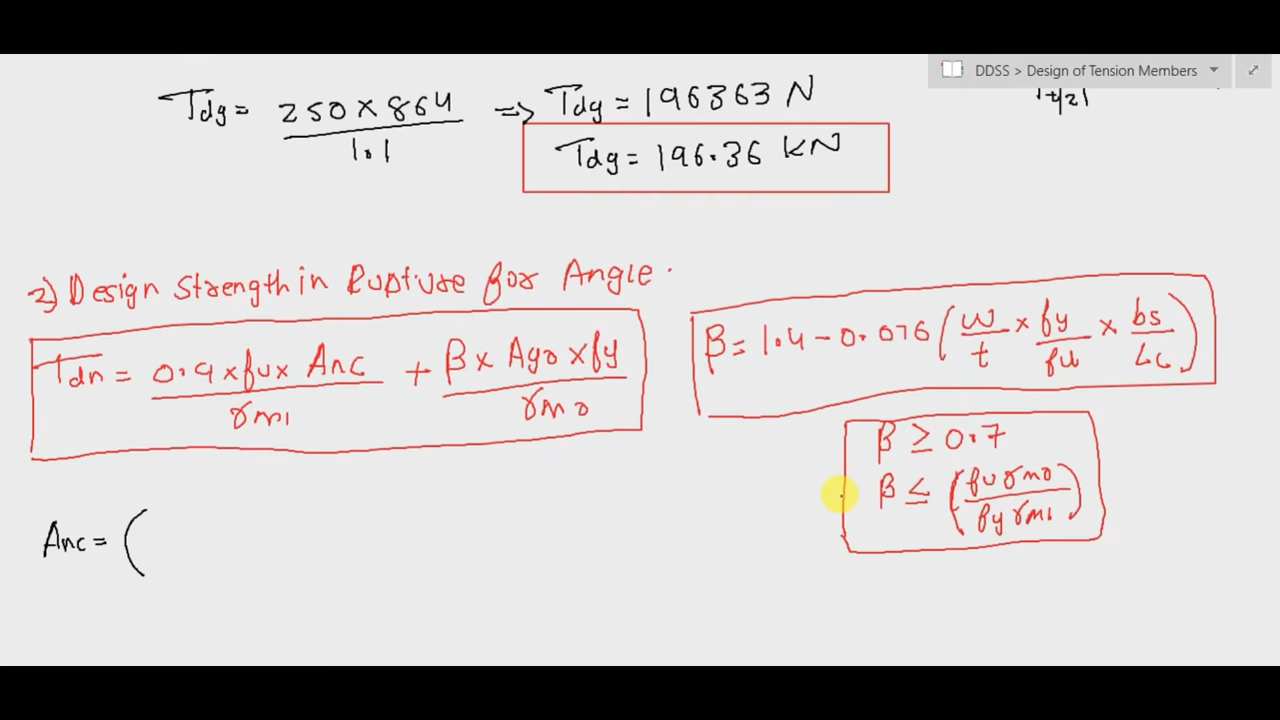 DDSS > Design of Tension Members
Tdg = 250 × 864 / 1.1 => Tdg = 196363 N
Tdg = 196.36 KN
2) Design Strength in Rupture for Angle.
Tdn = 0.9 × fu × Anc / γm1 + β × Ago × fy / γm0
β = 1.4 - 0.076 ( w/t × fy/fu × bs/Lc )
β ≥ 0.7
β ≤ ( fu γm0 / fy γm1 )
Anc = (